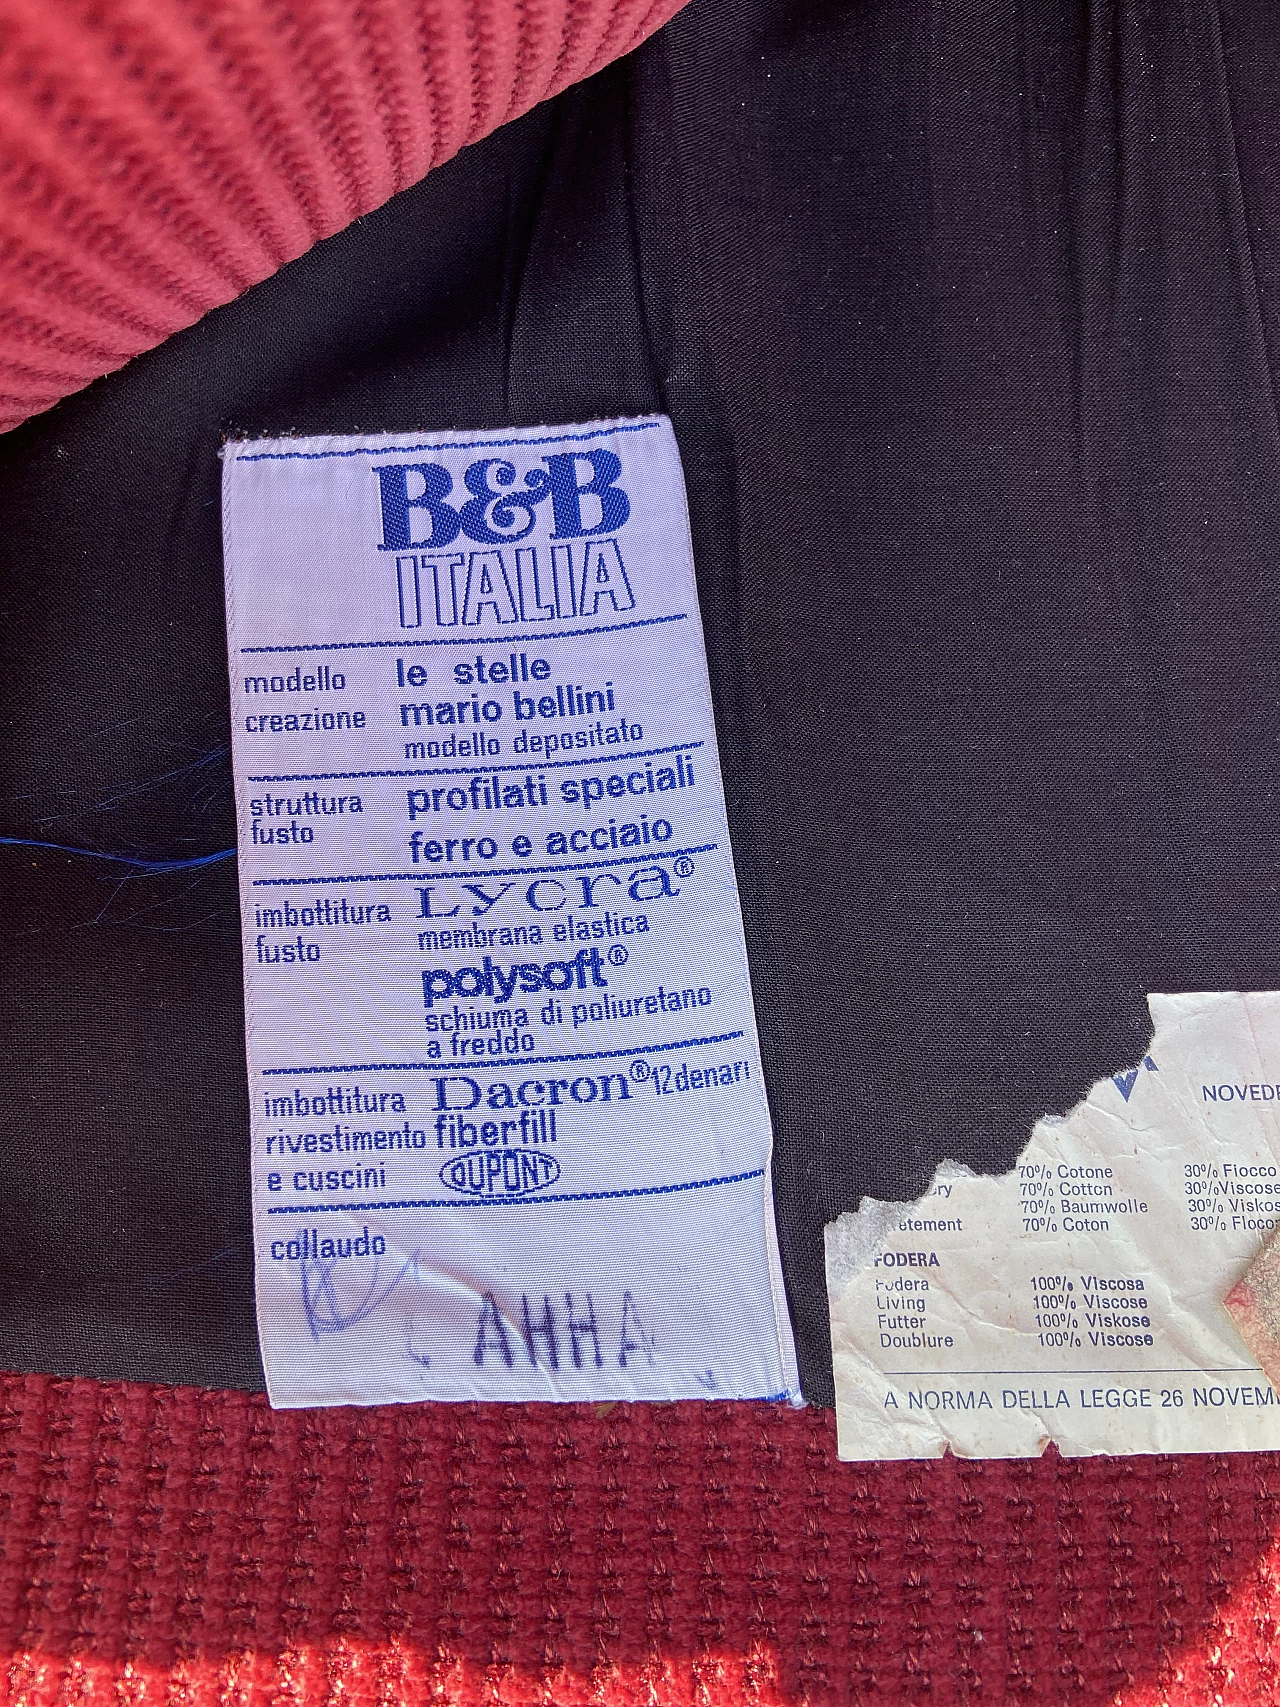 B&B
ITALIA
modello le stelle
creazione mario bellini
modello depositato
struttura profilati speciali
fusto
ferro e acciaio
imbottitura Lycra®
fusto membrana elastica
polysoft®
schiuma di poliuretano
a freddo
imbottitura Dacron® 12 denari
rivestimento fiberfill
e cuscini DUPONT
collaudo
AHHA
70% Cotone 30% Fiocco
70% Cotton 30% Viscose
70% Baumwolle 30% Viskos
70% Coton 30% Floco
FODERA
Fodera 100% Viscosa
Living 100% Viscose
Futter 100% Viskose
Doublure 100% Viscose
A NORMA DELLA LEGGE 26 NOVEM